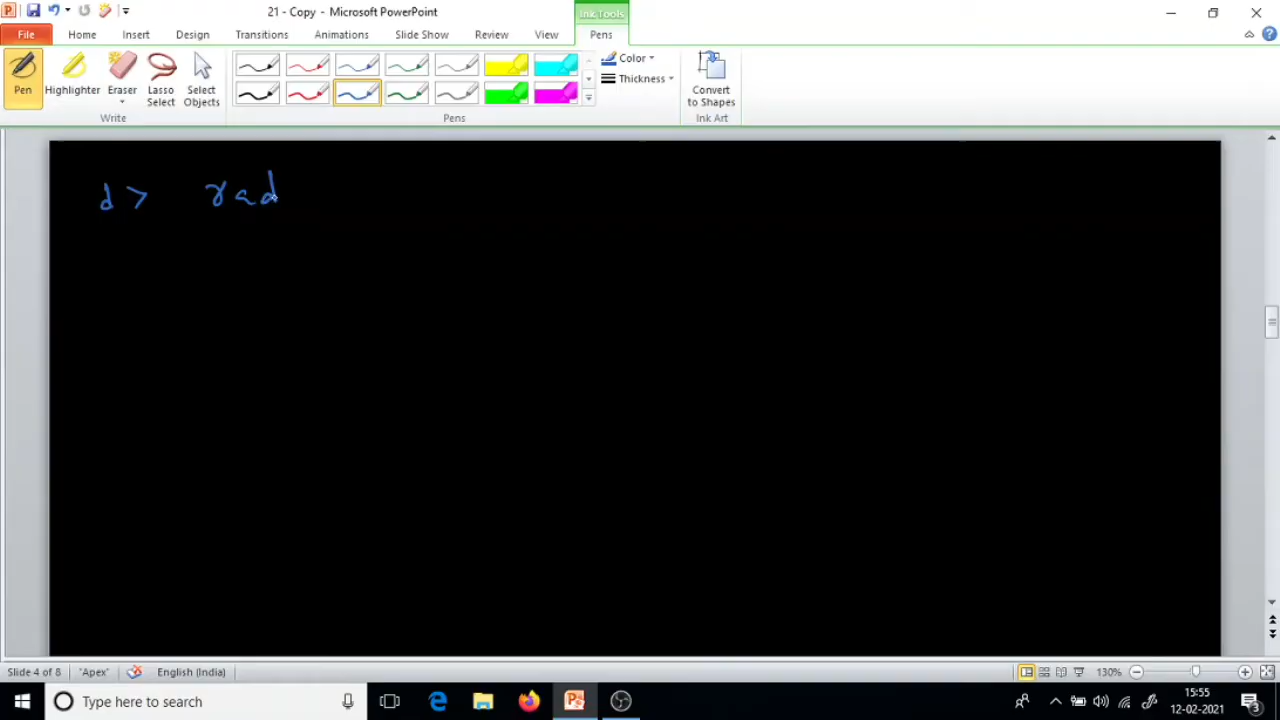 21 - Copy - Microsoft PowerPoint
Ink Tools
File Home Insert Design Transitions Animations Slide Show Review View Pens
Pen Highlighter Eraser Lasso Select Select Objects Color Thickness Convert to Shapes
Write Pens Ink Art
d > rad
Slide 4 of 8 "Apex" English (India) 130%
Type here to search 15:55
12-02-2021 3